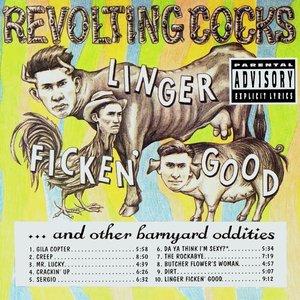 REVOLTING COCKS
LINGER
PARENTAL
ADVISORY
EXPLICIT LYRICS
FICKEN'
GOOD
... and other barnyard oddities
1. GILA COPTER 5:58
2. CREEP 8:50
3. MR. LUCKY 4:39
4. CRACKIN' UP 4:26
5. SERGIO 6:32
6. DA YA THINK I'M SEXY?* 5:34
7. THE ROCKABYE 7:19
8. BUTCHER FLOWER'S WOMAN. 4:53
9. DIRT. 5:07
10. LINGER FICKEN' GOOD. 9:12